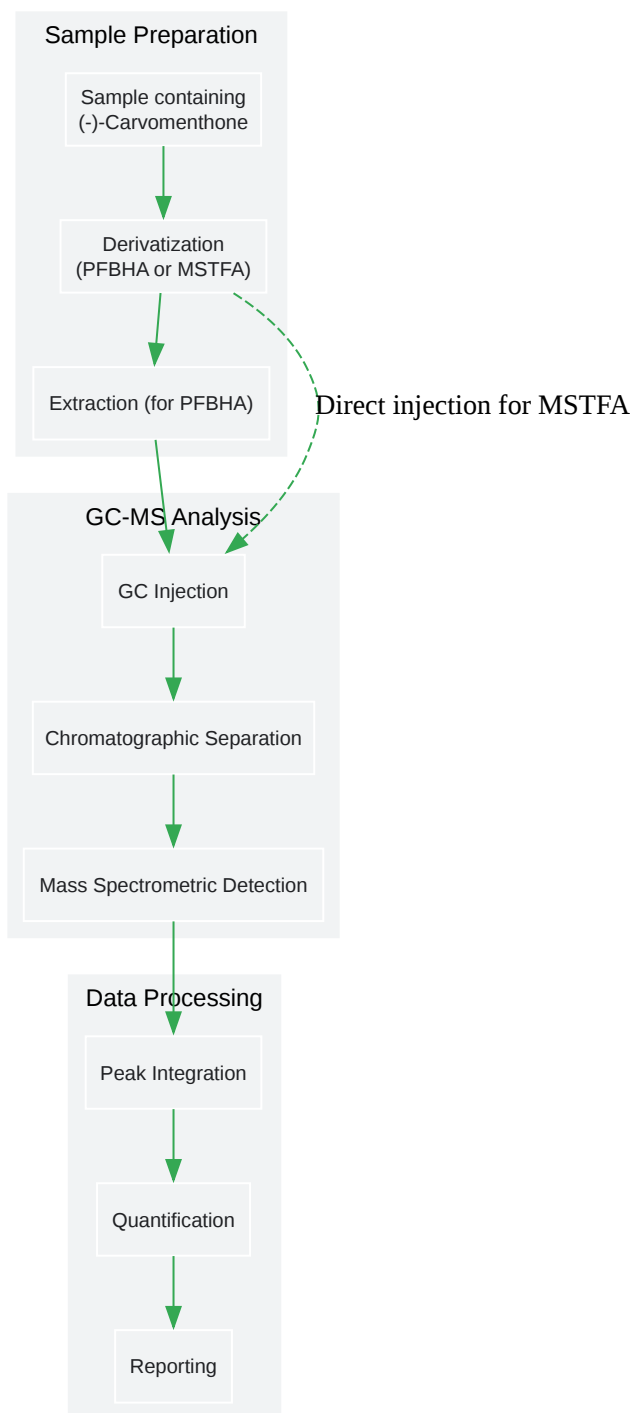 Sample Preparation
Sample containing
(-)-Carvomenthone
Derivatization
(PFBHA or MSTFA)
Extraction (for PFBHA)
Direct injection for MSTFA
GC-MS Analysis
GC Injection
Chromatographic Separation
Mass Spectrometric Detection
Data Processing
Peak Integration
Quantification
Reporting